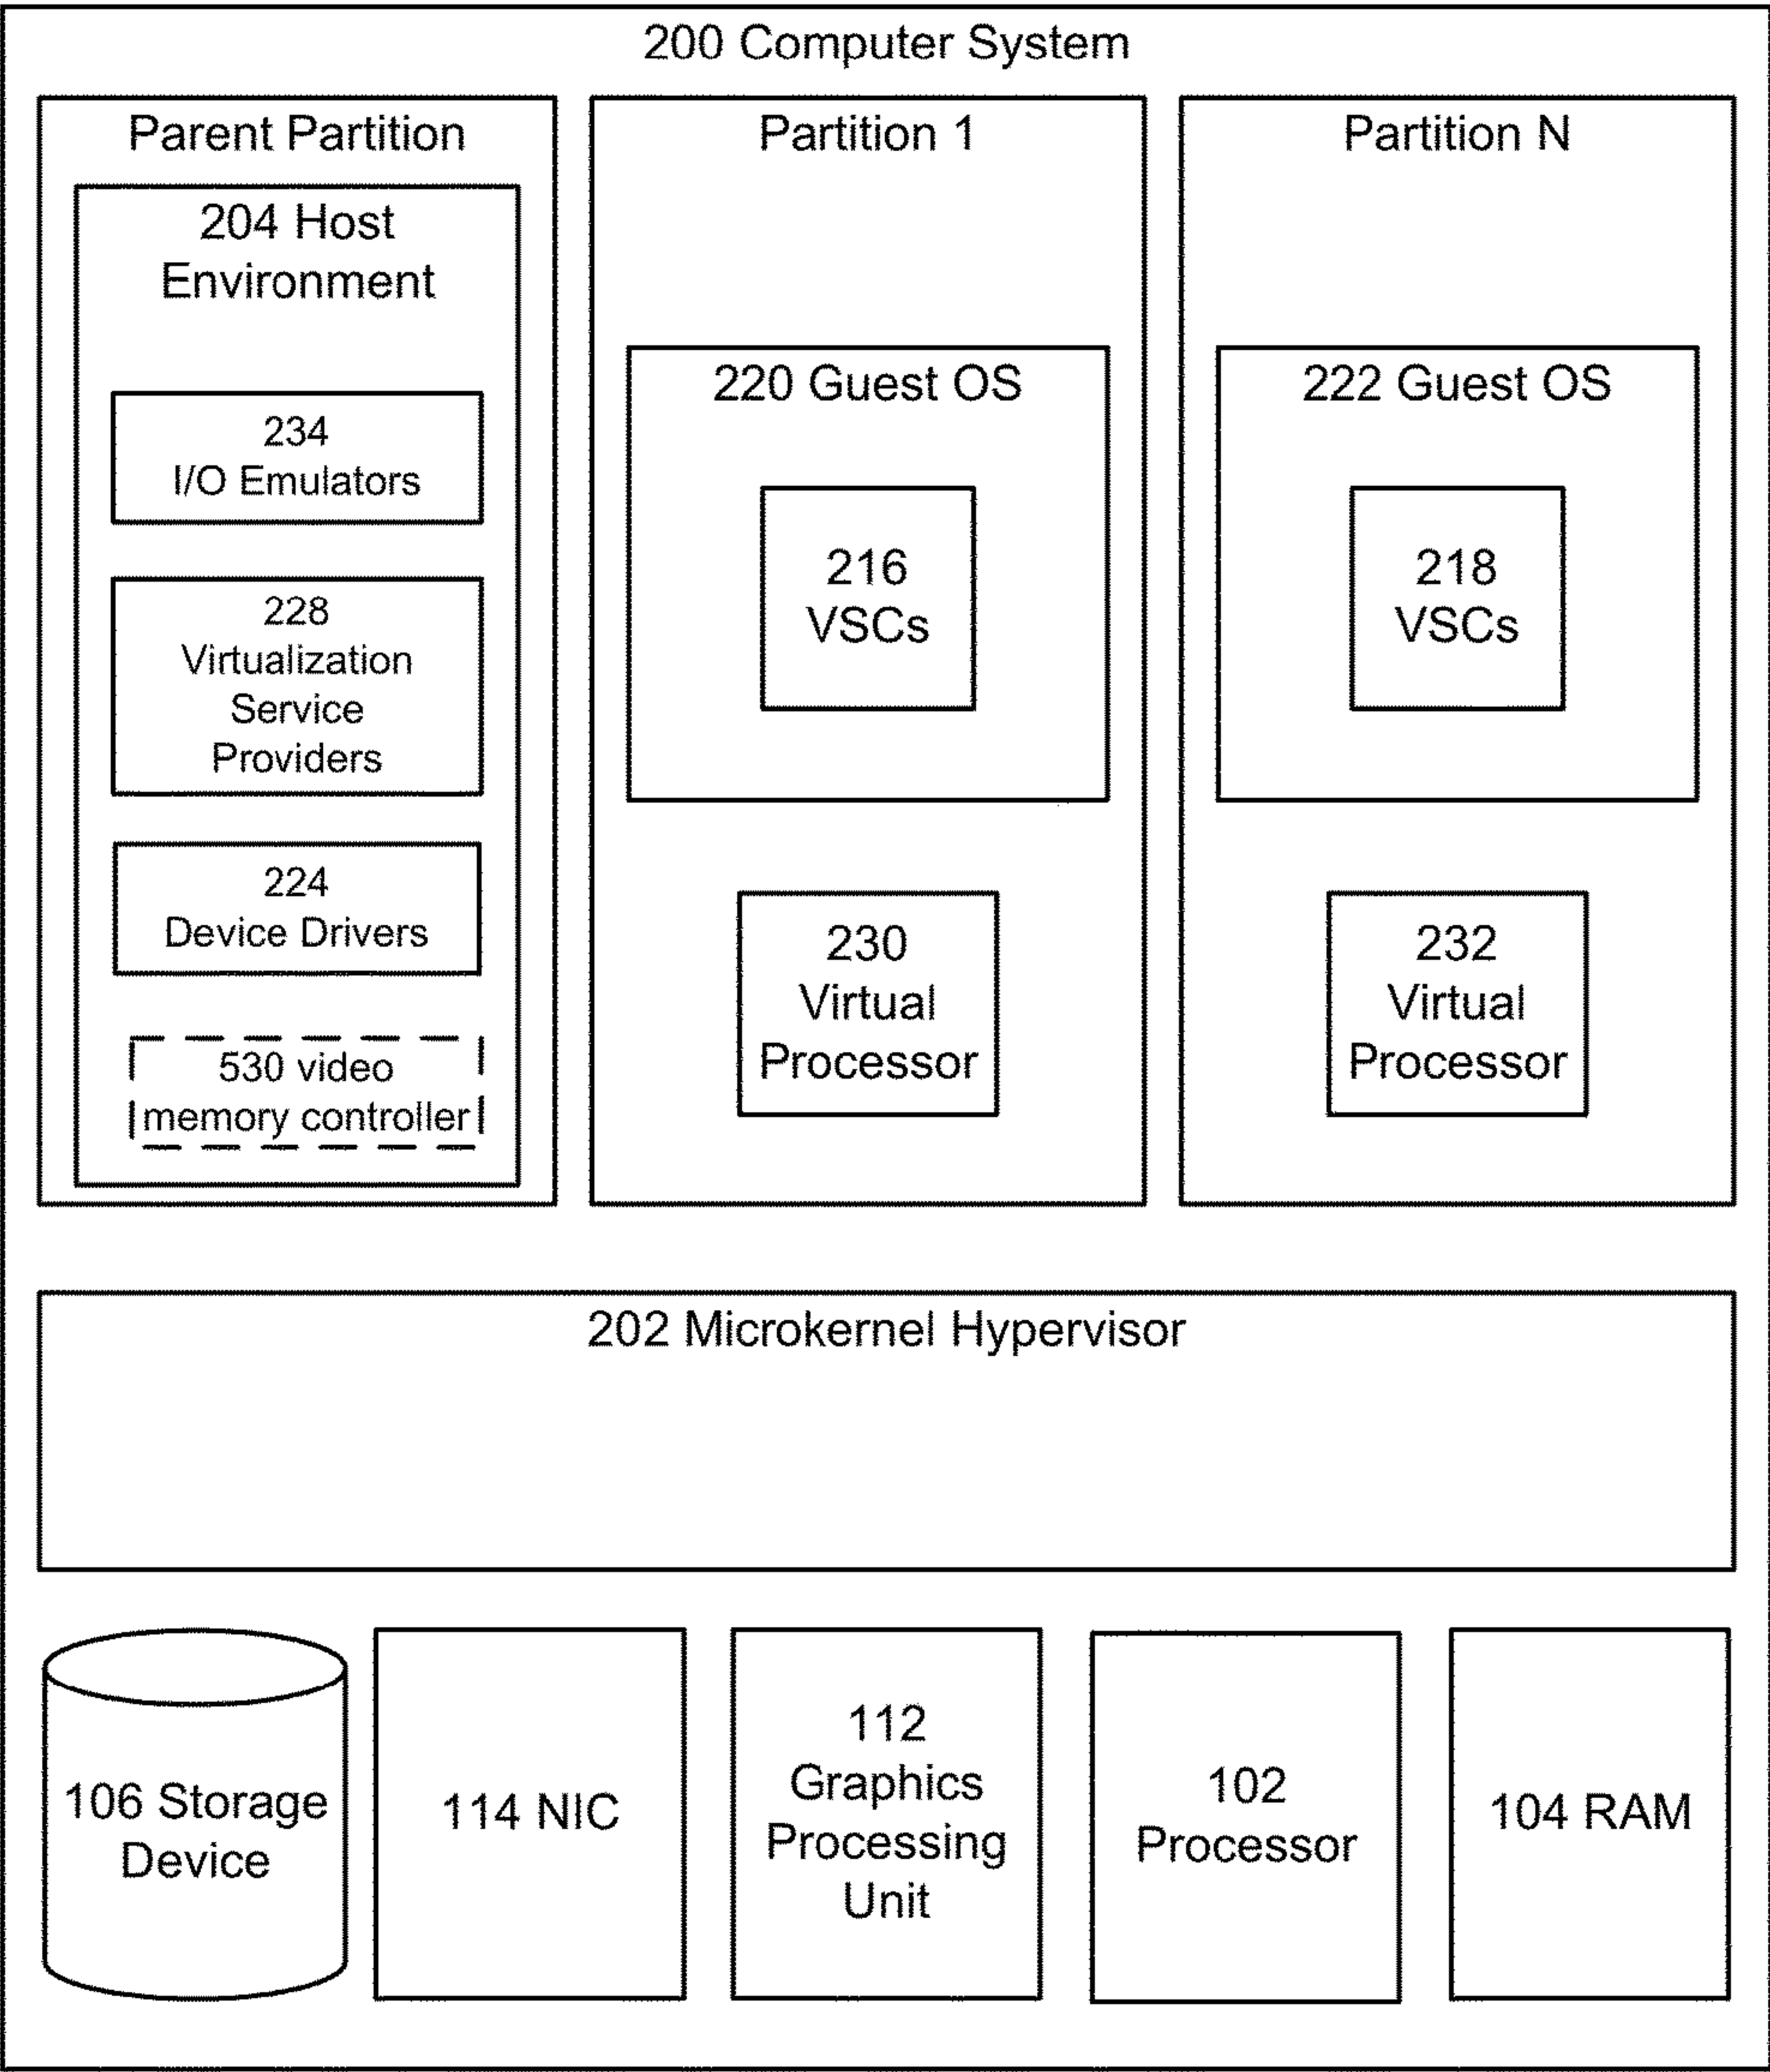 200 Computer System
Parent Partition
204 Host
Environment
234
I/O Emulators
228
Virtualization
Service
Providers
224
Device Drivers
530 video
memory controller
Partition 1
220 Guest OS
216
VSCs
230
Virtual
Processor
Partition N
222 Guest OS
218
VSCs
232
Virtual
Processor
202 Microkernel Hypervisor
106 Storage
Device
114 NIC
112
Graphics
Processing
Unit
102
Processor
104 RAM